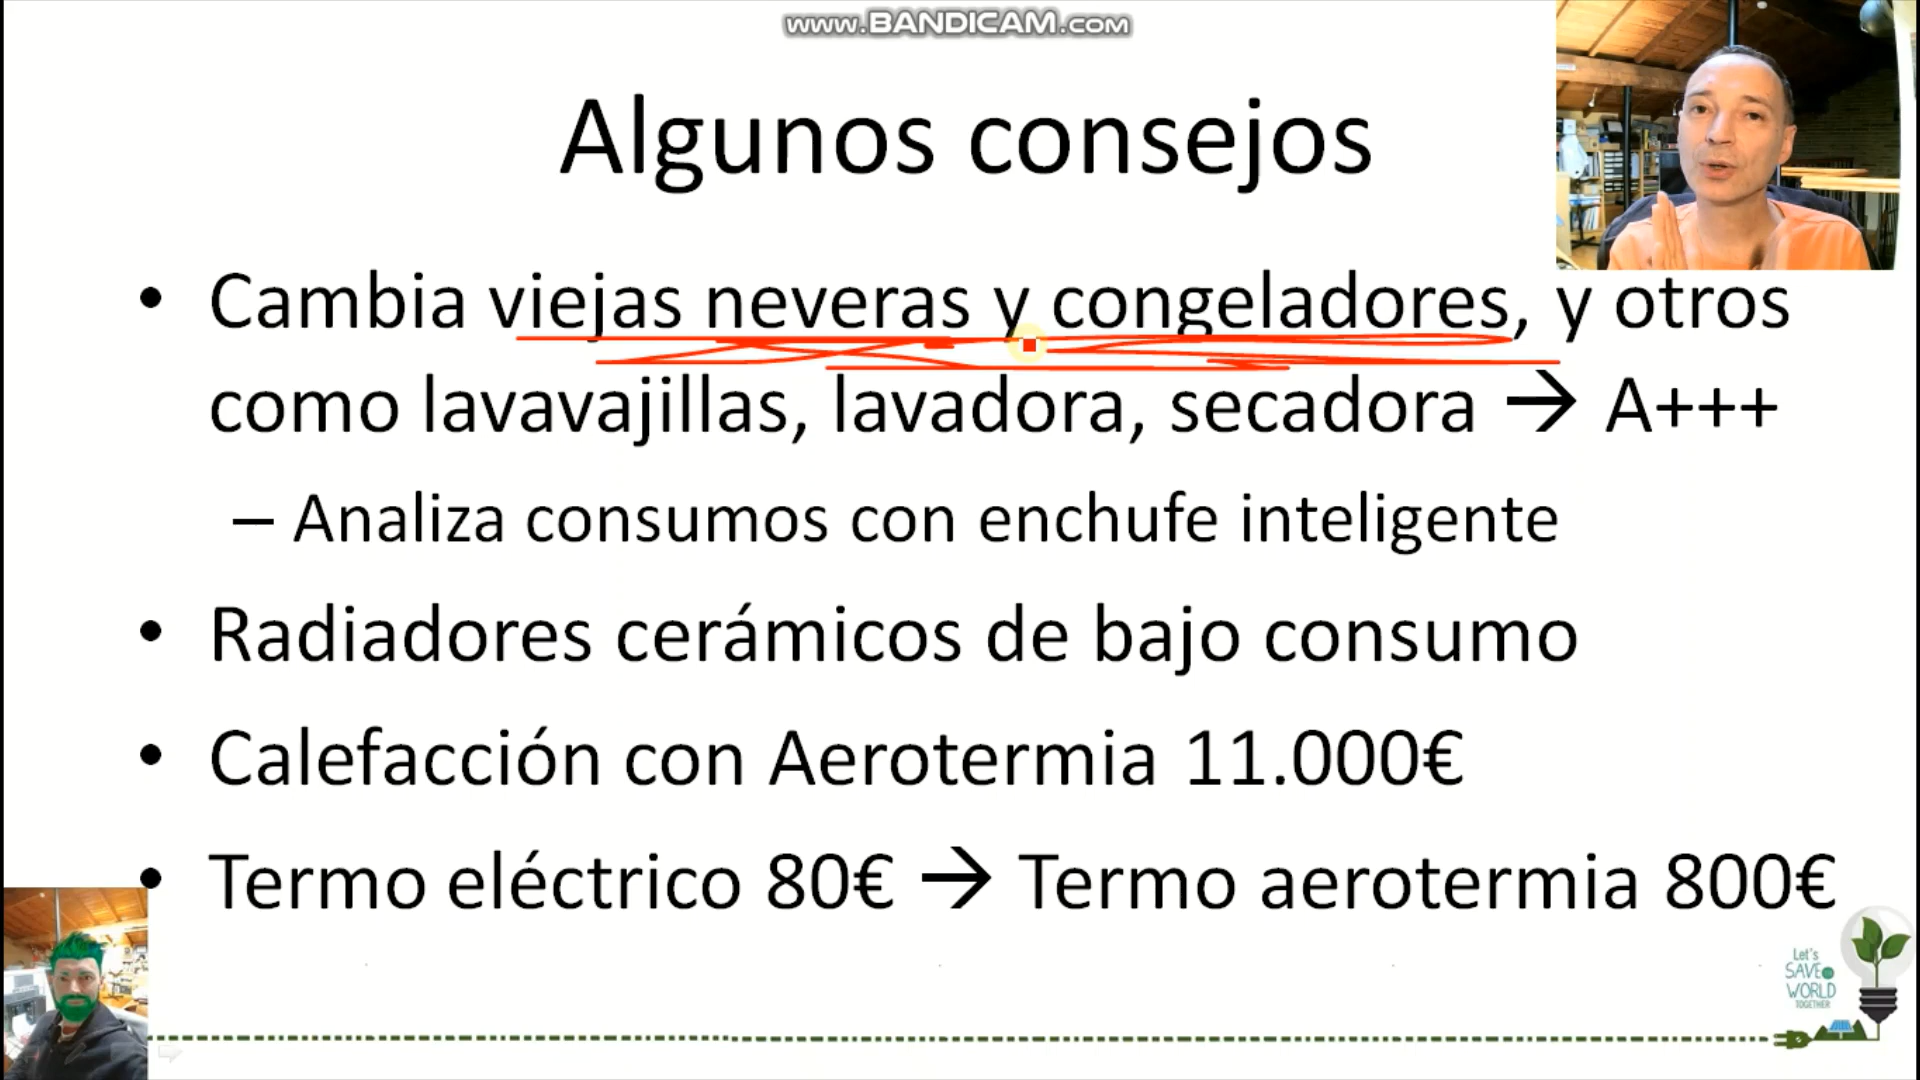 www.BANDICAM.com
Algunos consejos
• Cambia viejas neveras y congeladores, y otros
como lavavajillas, lavadora, secadora → A+++
– Analiza consumos con enchufe inteligente
• Radiadores cerámicos de bajo consumo
• Calefacción con Aerotermia 11.000€
• Termo eléctrico 80€ → Termo aerotermia 800€
Let's
SAVE
WORLD
TOGETHER